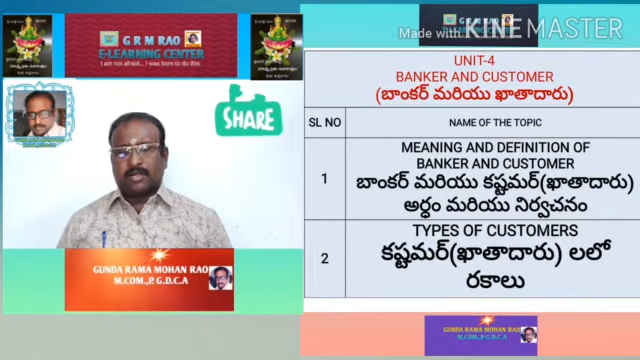 G R M RAO
E-LEARNING CENTER
I am not afraid... I was born to do this
SHARE
GUNDA RAMA MOHAN RAO
M.COM.,P.G.D.C.A
G R M RAO
Made with KINEMASTER
UNIT-4
BANKER AND CUSTOMER
(బాంకర్ మరియు ఖాతాదారు)
SL NO
NAME OF THE TOPIC
1
MEANING AND DEFINITION OF
BANKER AND CUSTOMER
బాంకర్ మరియు కష్టమర్(ఖాతాదారు)
అర్ధం మరియు నిర్వచనం
2
TYPES OF CUSTOMERS
కష్టమర్(ఖాతాదారు) లలో
రకాలు
GUNDA RAMA MOHAN RAO
M.COM.,P.G.D.C.A